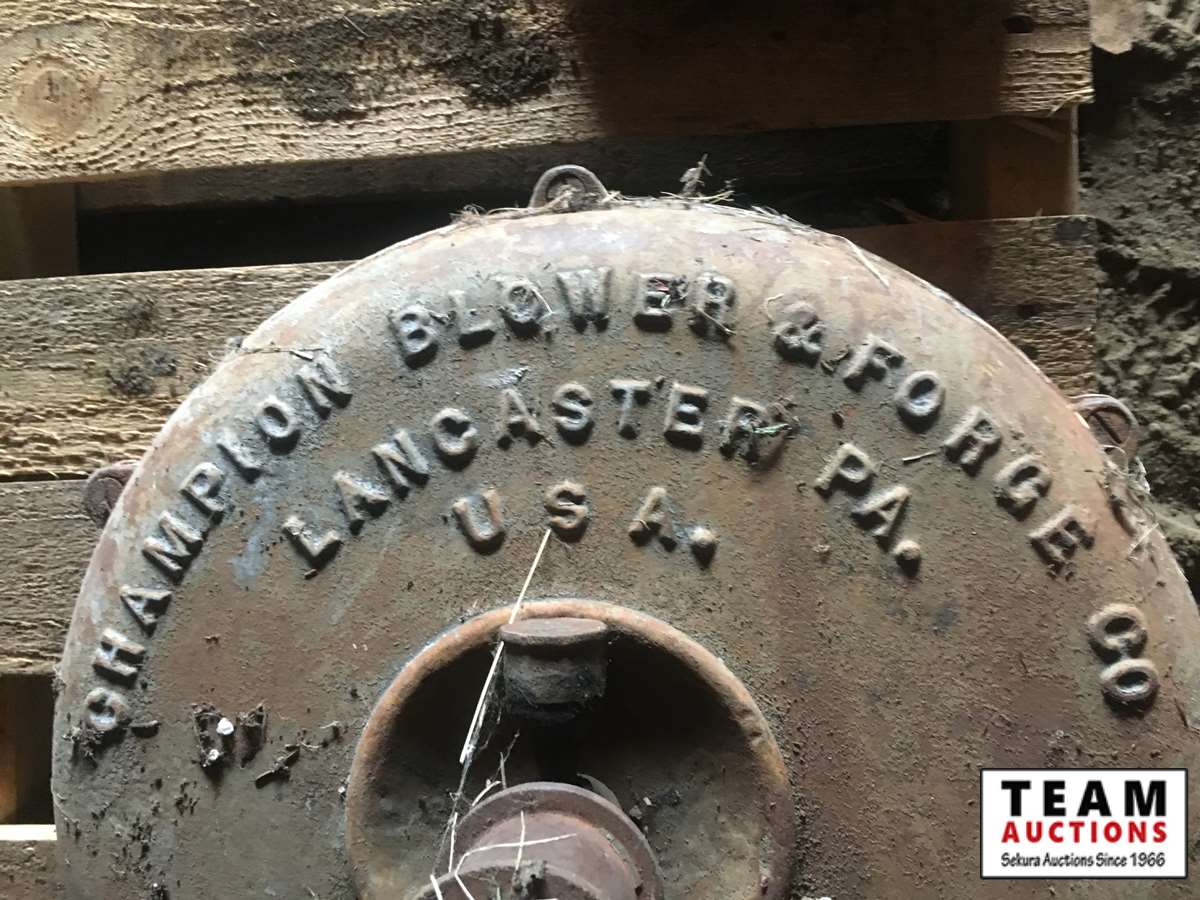 CHAMPION BLOWER & FORGE CO
LANCASTER PA.
U S A.
TEAM
AUCTIONS
Sekura Auctions Since 1966